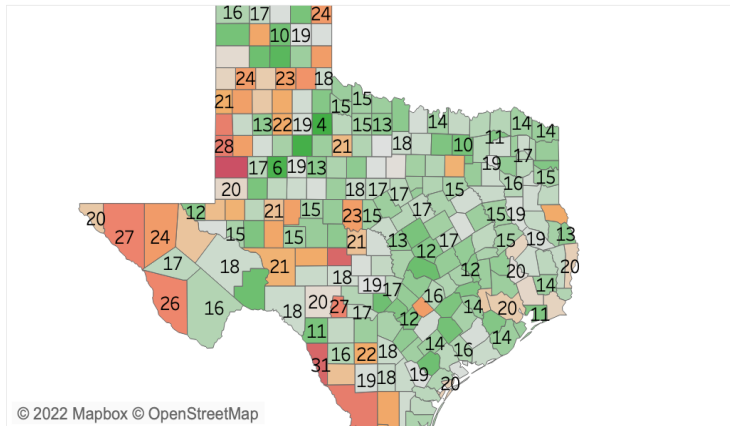 16 17 24
10 19
24 23 18
21 15 15
13 22 19 4 15 13 14 14 14
28 21 18 10 11
17 6 19 13 19 17
20 18 17 17 15 16 15
20 12 21 15 23 15 17 15 19
27 24 15 15 21 13 12 17 15 19 13
17 18 21 18 12 20 20
26 16 18 20 27 19 17 16 14 14
17 12 20 11
11 14 14
31 16 22 18 16
19 18 19 20
© 2022 Mapbox © OpenStreetMap